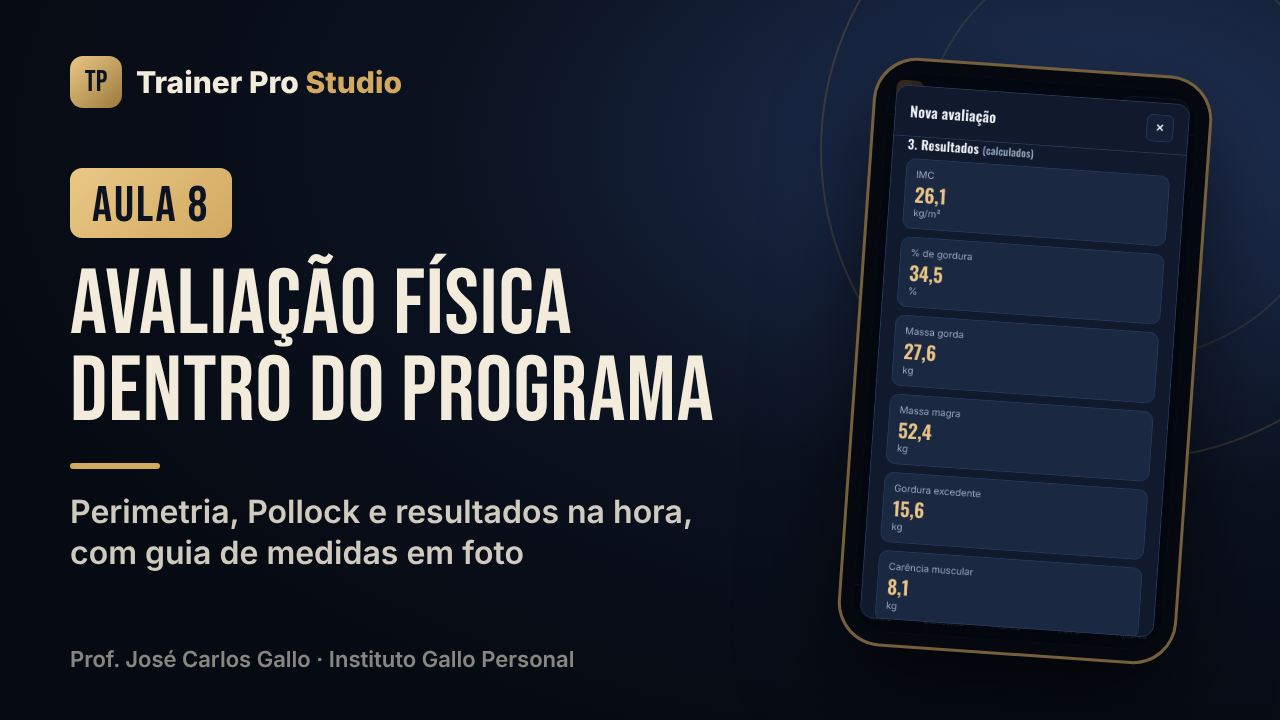 TP
Trainer Pro Studio
AULA 8
AVALIAÇÃO FÍSICA
DENTRO DO PROGRAMA
Perimetria, Pollock e resultados na hora,
com guia de medidas em foto
Prof. José Carlos Gallo · Instituto Gallo Personal
Nova avaliação
×
3. Resultados (calculados)
IMC
26,1
kg/m²
% de gordura
34,5
%
Massa gorda
27,6
kg
Massa magra
52,4
kg
Gordura excedente
15,6
kg
Carência muscular
8,1
kg